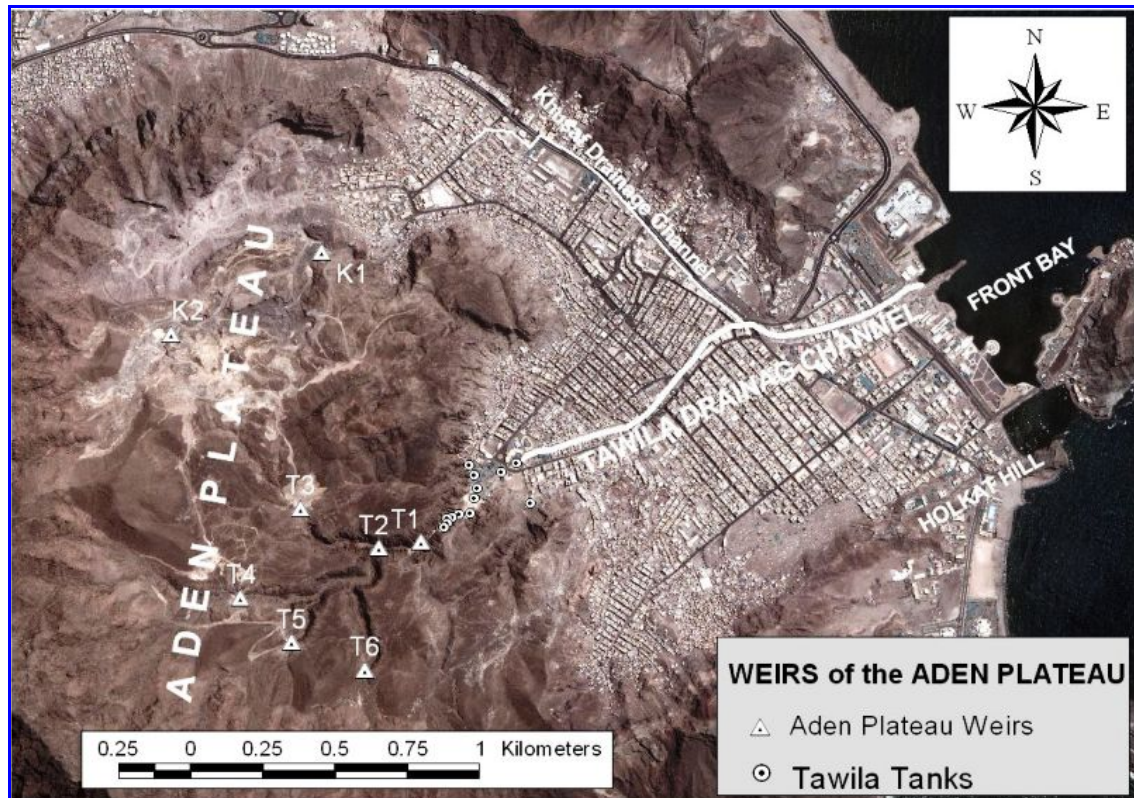 N
W E
S
Khusaf Drainage Channel
FRONT BAY
ADEN PLATEAU
K1
K2
TAWILA DRAINAG CHANNEL
HOLKAT HILL
T3
T2
T1
T4
T5
T6
WEIRS of the ADEN PLATEAU
Aden Plateau Weirs
Tawila Tanks
0.25 0 0.25 0.5 0.75 1 Kilometers